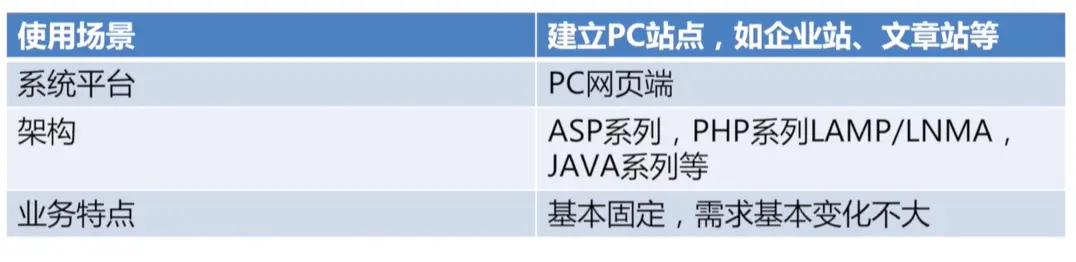 使用场景 建立PC站点，如企业站、文章站等
系统平台 PC网页端
架构 ASP系列，PHP系列LAMP/LNMA，
JAVA系列等
业务特点 基本固定，需求基本变化不大